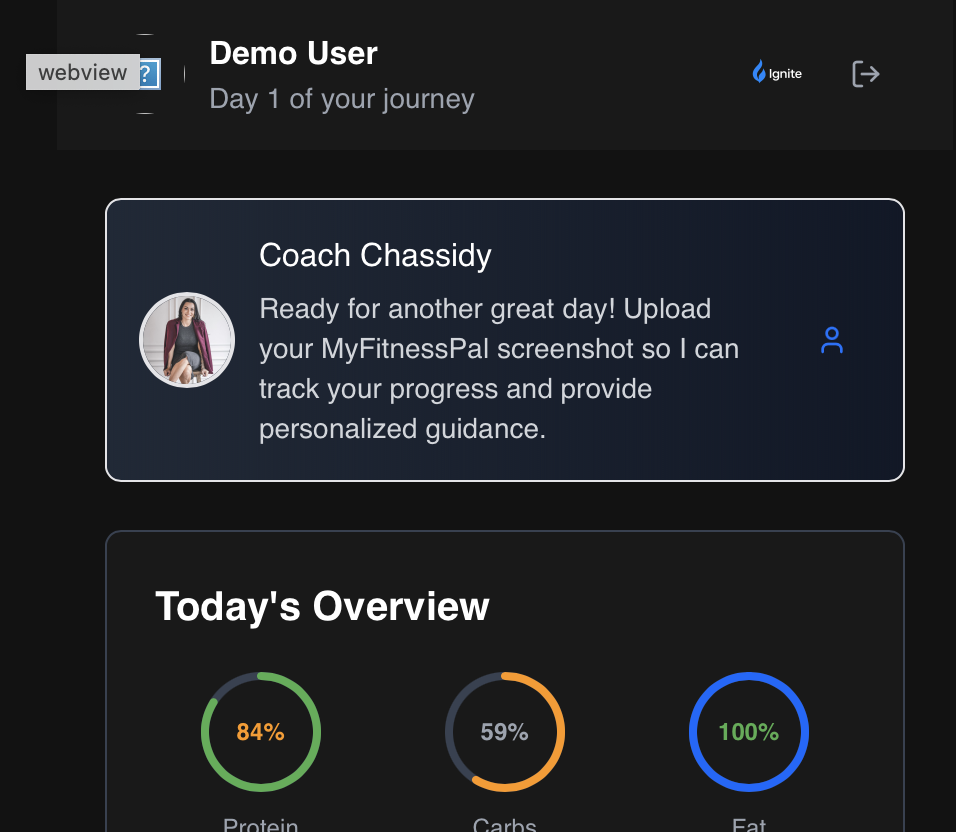 Demo User
webview
?
Day 1 of your journey
Ignite
Coach Chassidy
Ready for another great day! Upload
your MyFitnessPal screenshot so I can
track your progress and provide
personalized guidance.
Today's Overview
84%
59%
100%
Protein
Carbs
Fat